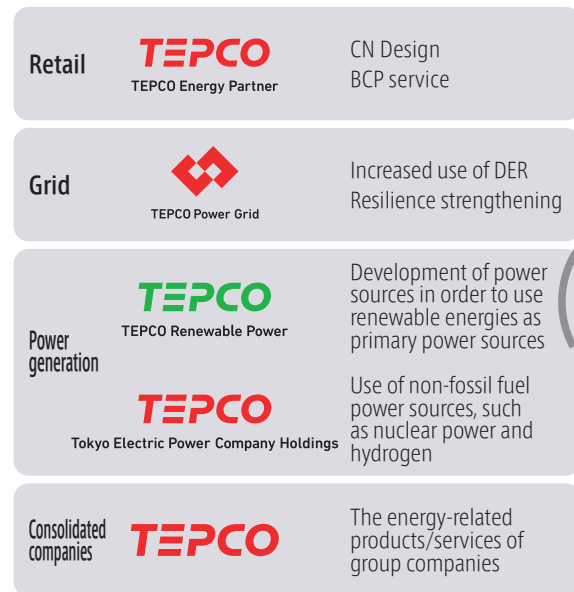 Retail
TEPCO
TEPCO Energy Partner
CN Design
BCP service
Grid
TEPCO Power Grid
Increased use of DER
Resilience strengthening
Power
generation
TEPCO
TEPCO Renewable Power
Development of power
sources in order to use
renewable energies as
primary power sources
TEPCO
Tokyo Electric Power Company Holdings
Use of non-fossil fuel
power sources, such
as nuclear power and
hydrogen
Consolidated
companies
TEPCO
The energy-related
products/services of
group companies